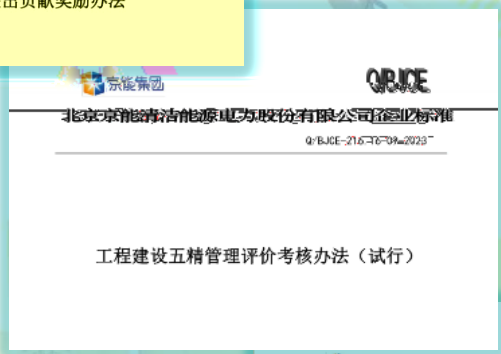 出贡献奖励办法
京能集团
Q/BJCE
北京京能清洁能源电力股份有限公司企业标准
工程建设五精管理评价考核办法（试行）